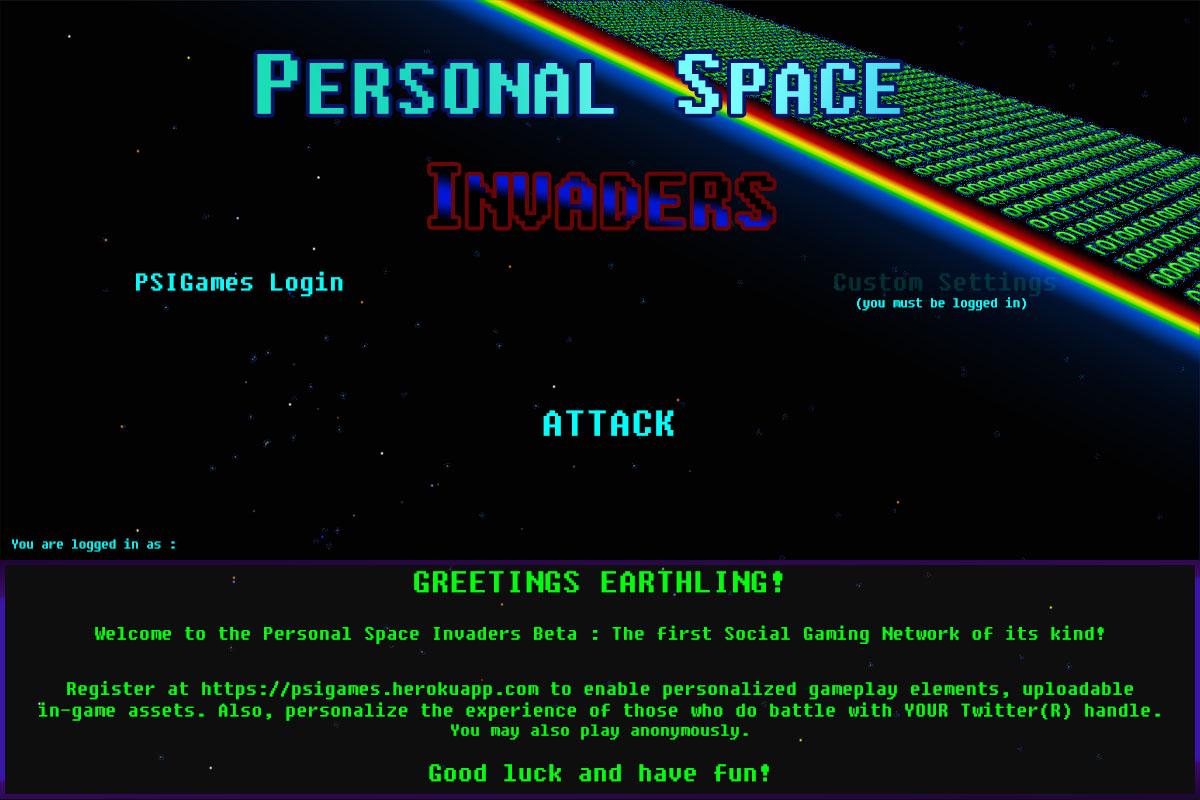 Personal Space
Invaders
PSIGames Login
Custom Settings
(you must be logged in)
ATTACK
You are logged in as :
GREETINGS EARTHLING!
Welcome to the Personal Space Invaders Beta : The first Social Gaming Network of its kind!
Register at https://psigames.herokuapp.com to enable personalized gameplay elements, uploadable
in-game assets. Also, personalize the experience of those who do battle with YOUR Twitter(R) handle.
You may also play anonymously.
Good luck and have fun!